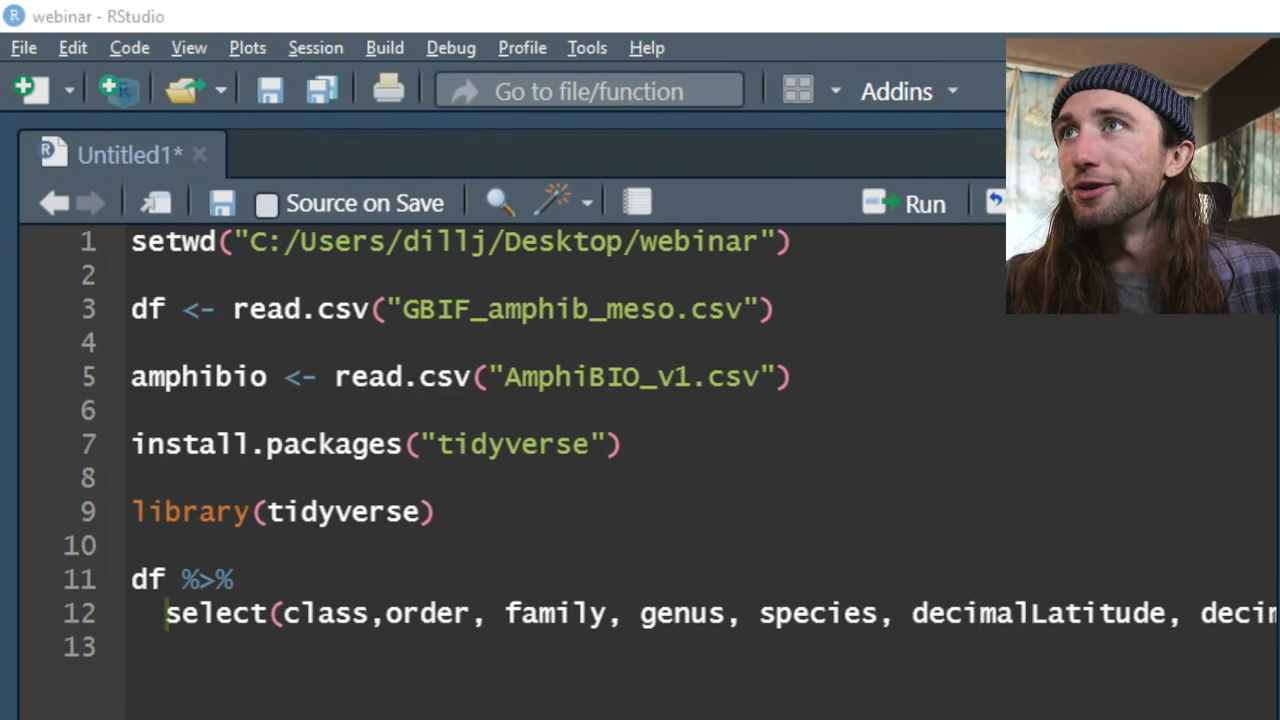 webinar - RStudio
File Edit Code View Plots Session Build Debug Profile Tools Help
Go to file/function Addins
Untitled1*
Source on Save Run
1 setwd("C:/Users/dillj/Desktop/webinar")
2
3 df <- read.csv("GBIF_amphib_meso.csv")
4
5 amphibio <- read.csv("AmphiBIO_v1.csv")
6
7 install.packages("tidyverse")
8
9 library(tidyverse)
10
11 df %>%
12 select(class,order, family, genus, species, decimalLatitude, decim
13